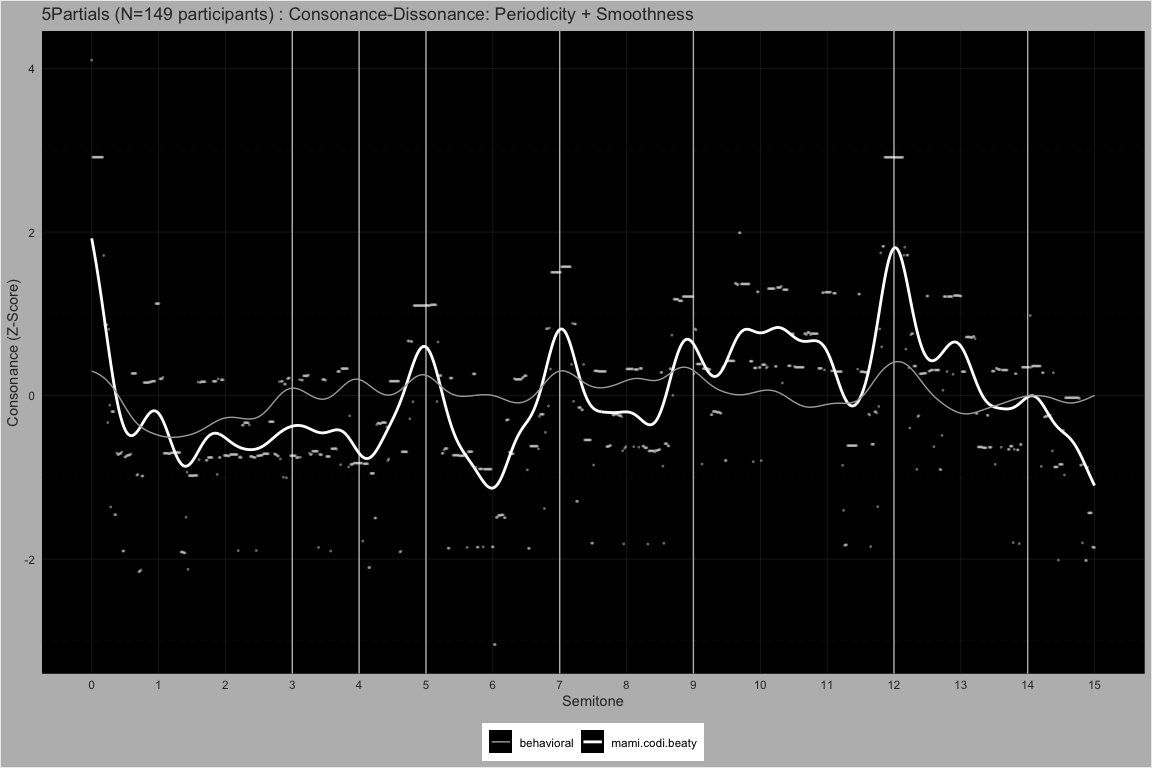 5Partials (N=149 participants) : Consonance-Dissonance: Periodicity + Smoothness
Consonance (Z-Score)
4
2
0
-2
0 1 2 3 4 5 6 7 8 9 10 11 12 13 14 15
Semitone
behavioral mami.codi.beaty